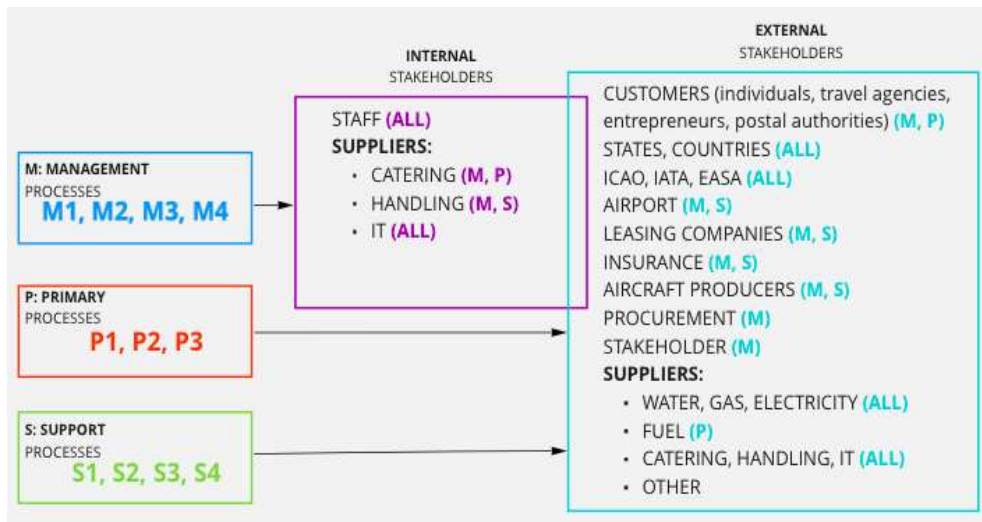 M: MANAGEMENT
PROCESSES
M1, M2, M3, M4
P: PRIMARY
PROCESSES
P1, P2, P3
S: SUPPORT
PROCESSES
S1, S2, S3, S4
INTERNAL
STAKEHOLDERS
STAFF (ALL)
SUPPLIERS:
• CATERING (M, P)
• HANDLING (M, S)
• IT (ALL)
EXTERNAL
STAKEHOLDERS
CUSTOMERS (individuals, travel agencies,
entrepreneurs, postal authorities) (M, P)
STATES, COUNTRIES (ALL)
ICAO, IATA, EASA (ALL)
AIRPORT (M, S)
LEASING COMPANIES (M, S)
INSURANCE (M, S)
AIRCRAFT PRODUCERS (M, S)
PROCUREMENT (M)
STAKEHOLDER (M)
SUPPLIERS:
• WATER, GAS, ELECTRICITY (ALL)
• FUEL (P)
• CATERING, HANDLING, IT (ALL)
• OTHER